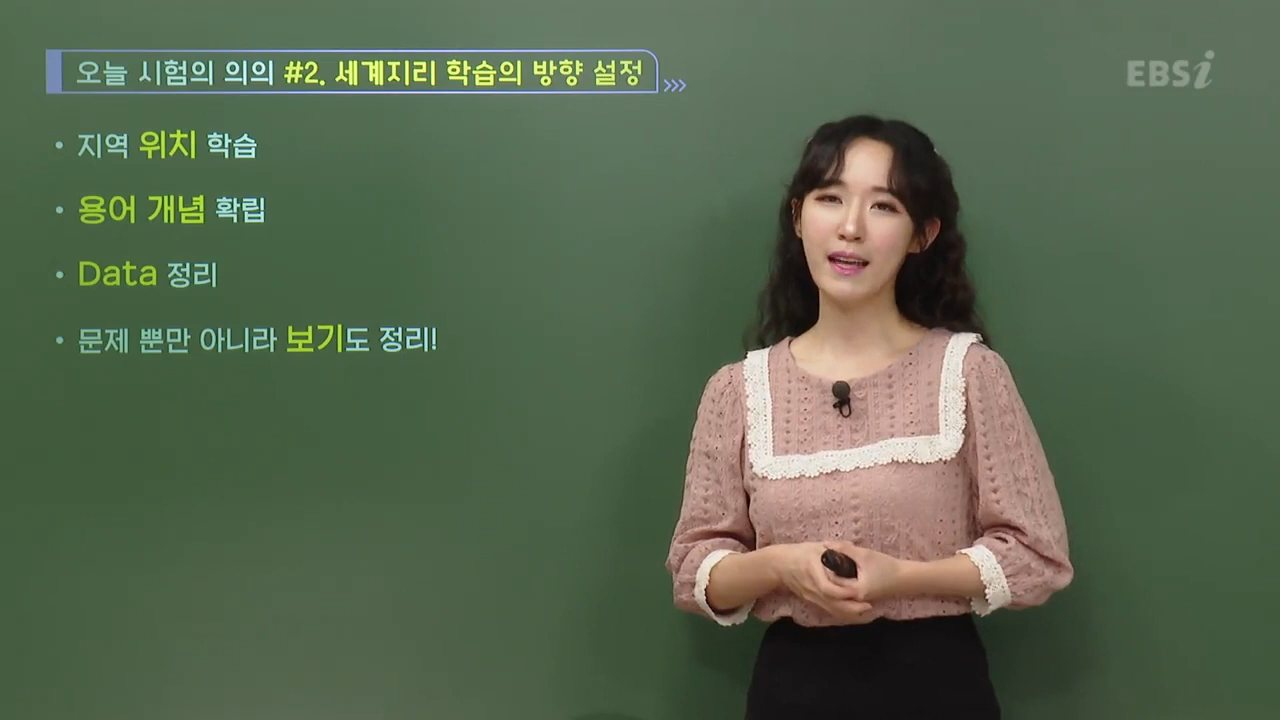 오늘 시험의 의의 #2. 세계지리 학습의 방향 설정
EBSi
• 지역 위치 학습
• 용어 개념 확립
• Data 정리
• 문제 뿐만 아니라 보기도 정리!